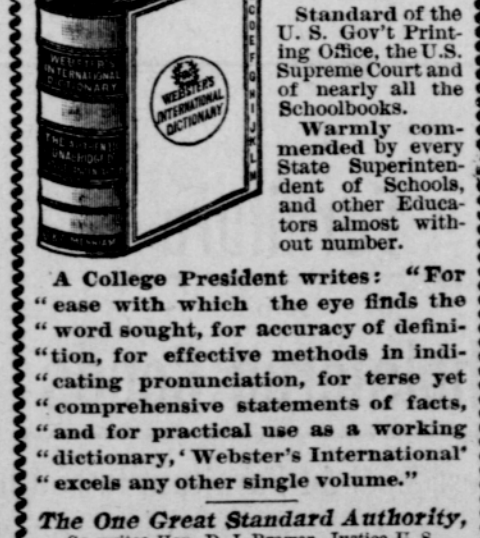 WEBSTER'S
INTERNATIONAL
DICTIONARY
WEBSTER'S
INTERNATIONAL
DICTIONARY
Standard of the
U. S. Gov't Print-
ing Office, the U.S.
Supreme Court and
of nearly all the
Schoolbooks.
Warmly com-
mended by every
State Superinten-
dent of Schools,
and other Educa-
tors almost with-
out number.
A College President writes: "For
"ease with which the eye finds the
"word sought, for accuracy of defini-
"tion, for effective methods in indi-
"cating pronunciation, for terse yet
"comprehensive statements of facts,
"and for practical use as a working
"dictionary, 'Webster's International'
"excels any other single volume."
The One Great Standard Authority,